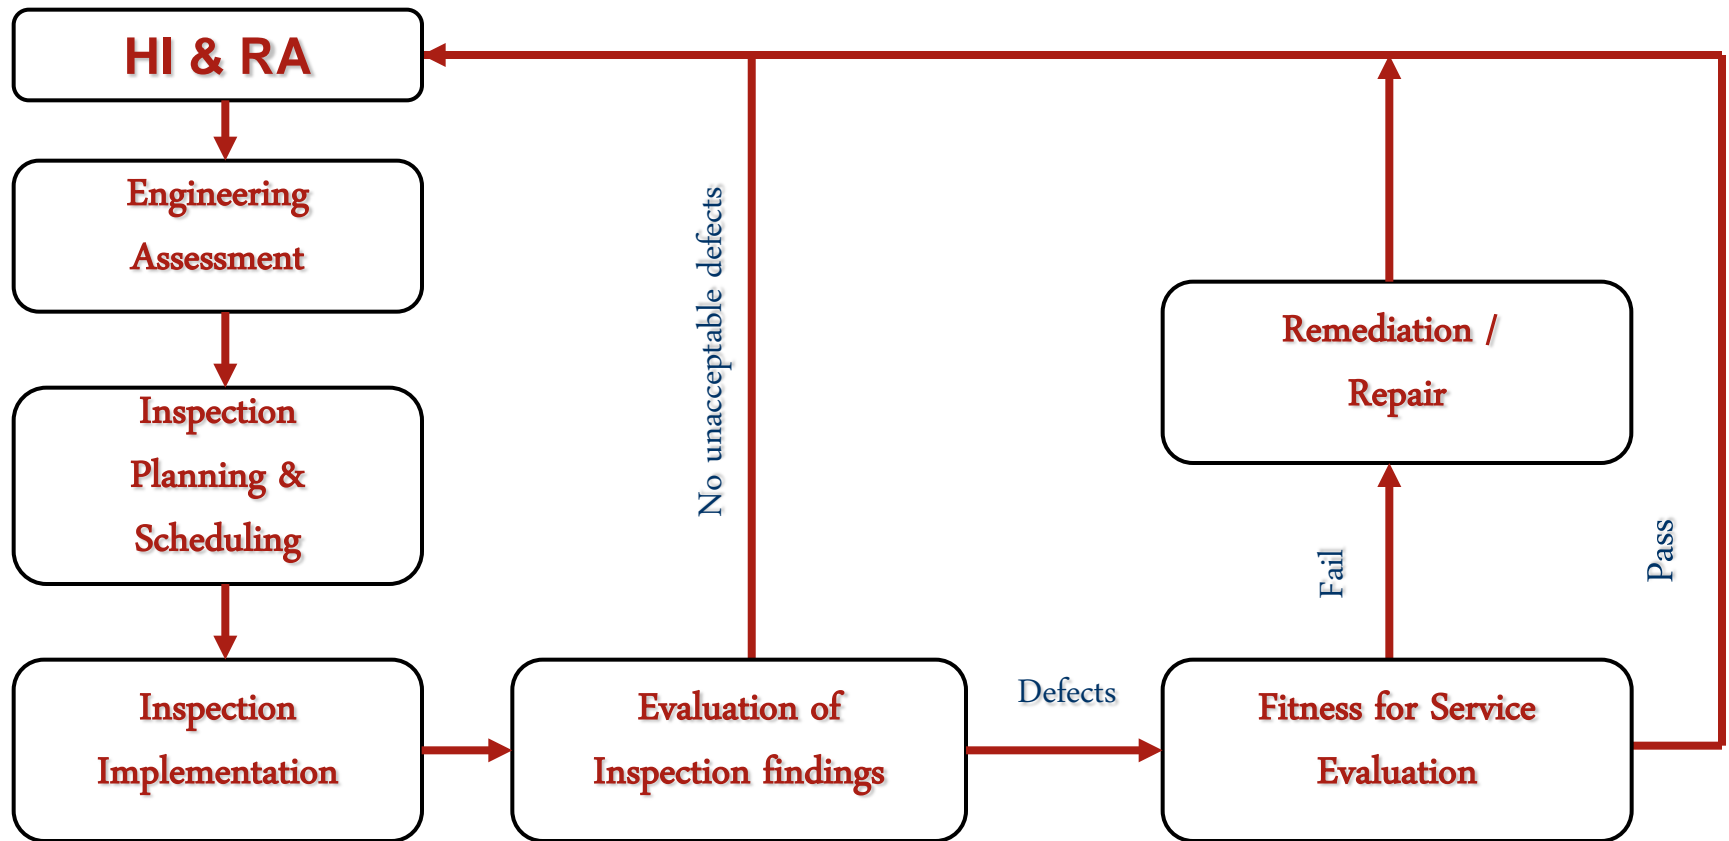 HI & RA
Engineering
Assessment
Inspection
Planning &
Scheduling
Inspection
Implementation
No unacceptable defects
Evaluation of
Inspection findings
Defects
Remediation /
Repair
Fail
Pass
Fitness for Service
Evaluation